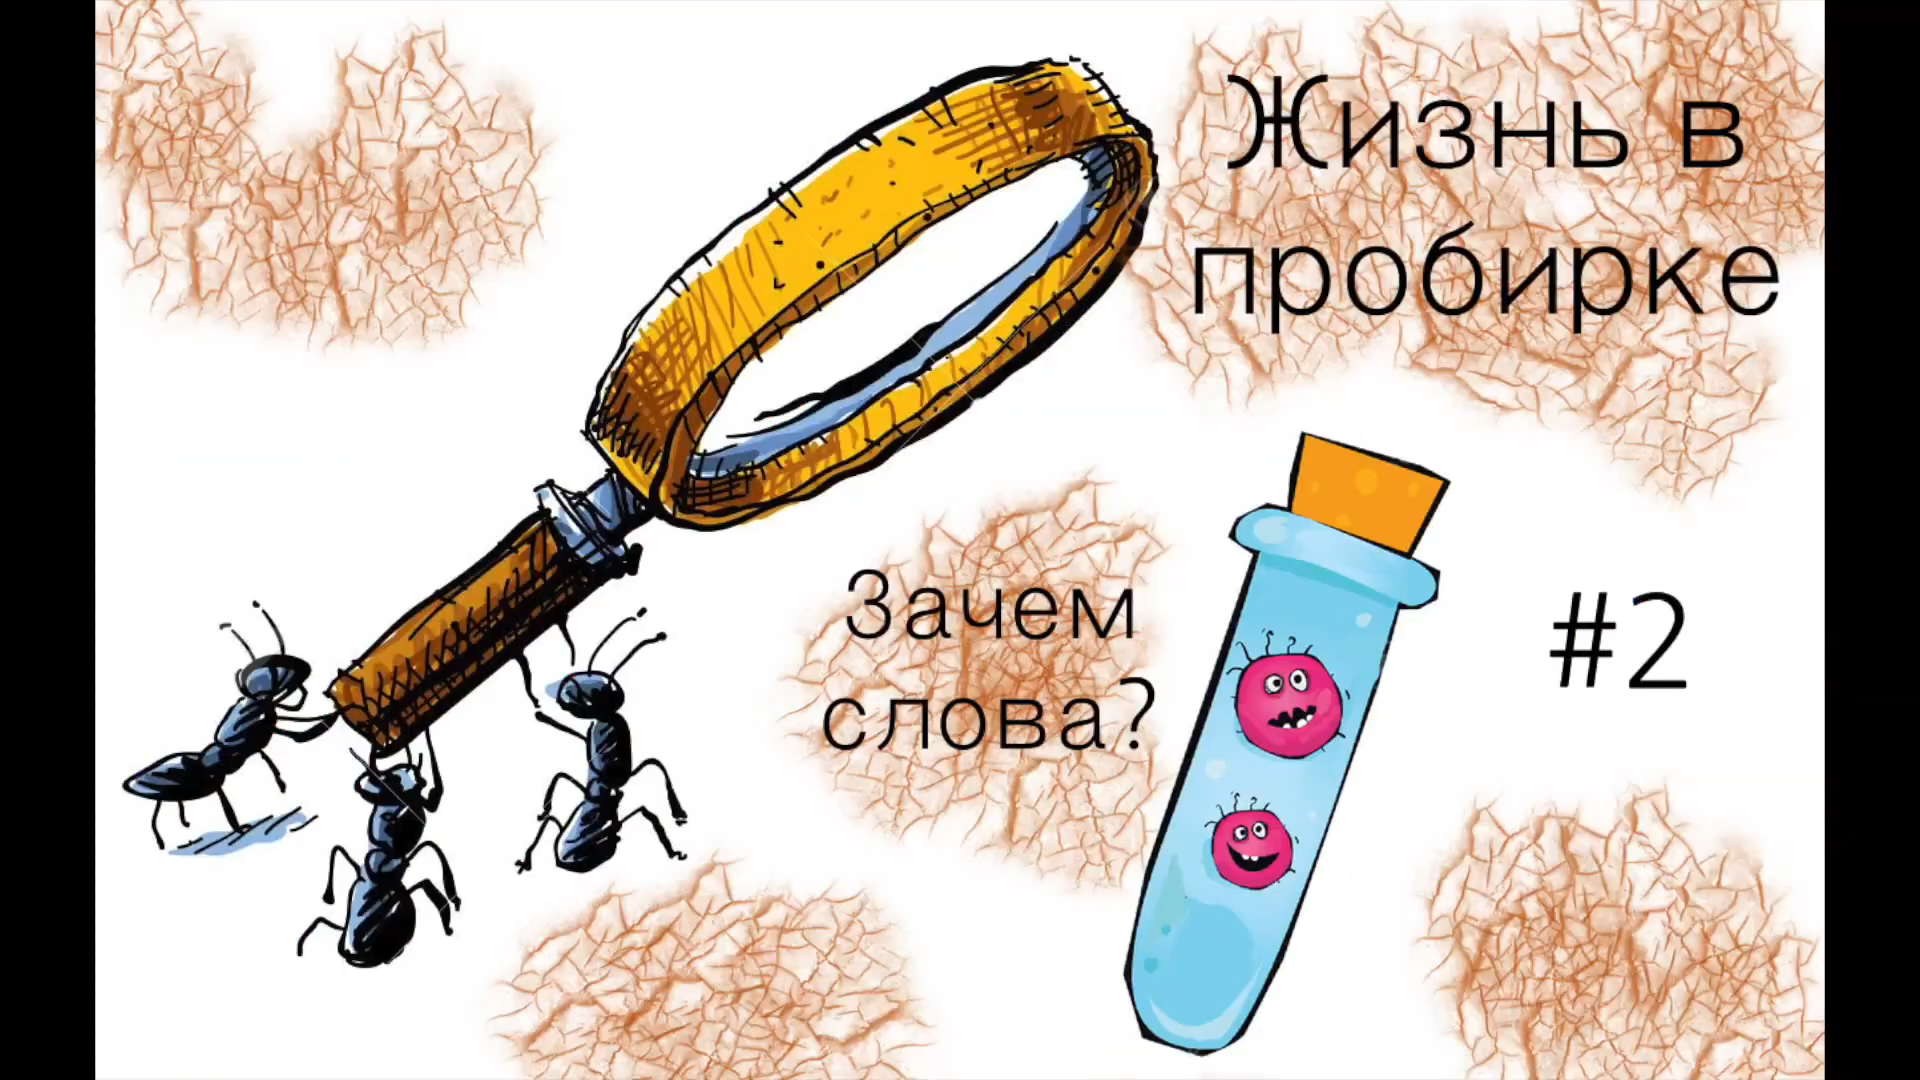 Жизнь в
пробирке
Зачем
слова?
#2